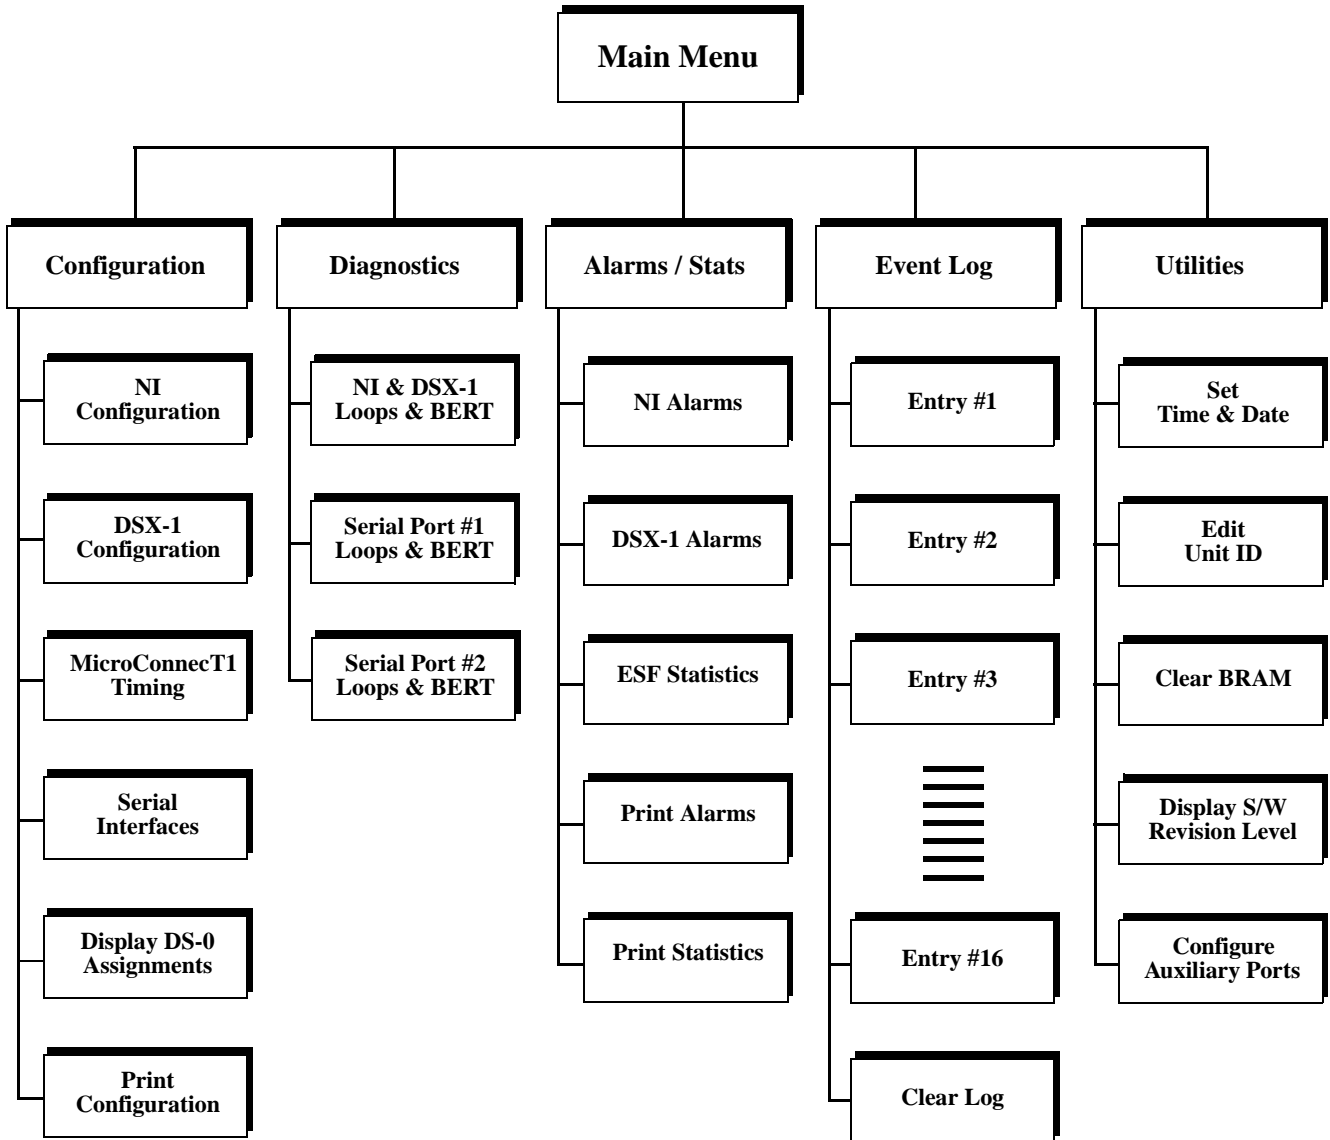 Main Menu
Configuration
Diagnostics
Alarms / Stats
Event Log
Utilities
NI
Configuration
DSX-1
Configuration
MicroConnecT1
Timing
Serial
Interfaces
Display DS-0
Assignments
Print
Configuration
NI & DSX-1
Loops & BERT
Serial Port #1
Loops & BERT
Serial Port #2
Loops & BERT
NI Alarms
DSX-1 Alarms
ESF Statistics
Print Alarms
Print Statistics
Entry #1
Entry #2
Entry #3
Entry #16
Clear Log
Set
Time & Date
Edit
Unit ID
Clear BRAM
Display S/W
Revision Level
Configure
Auxiliary Ports